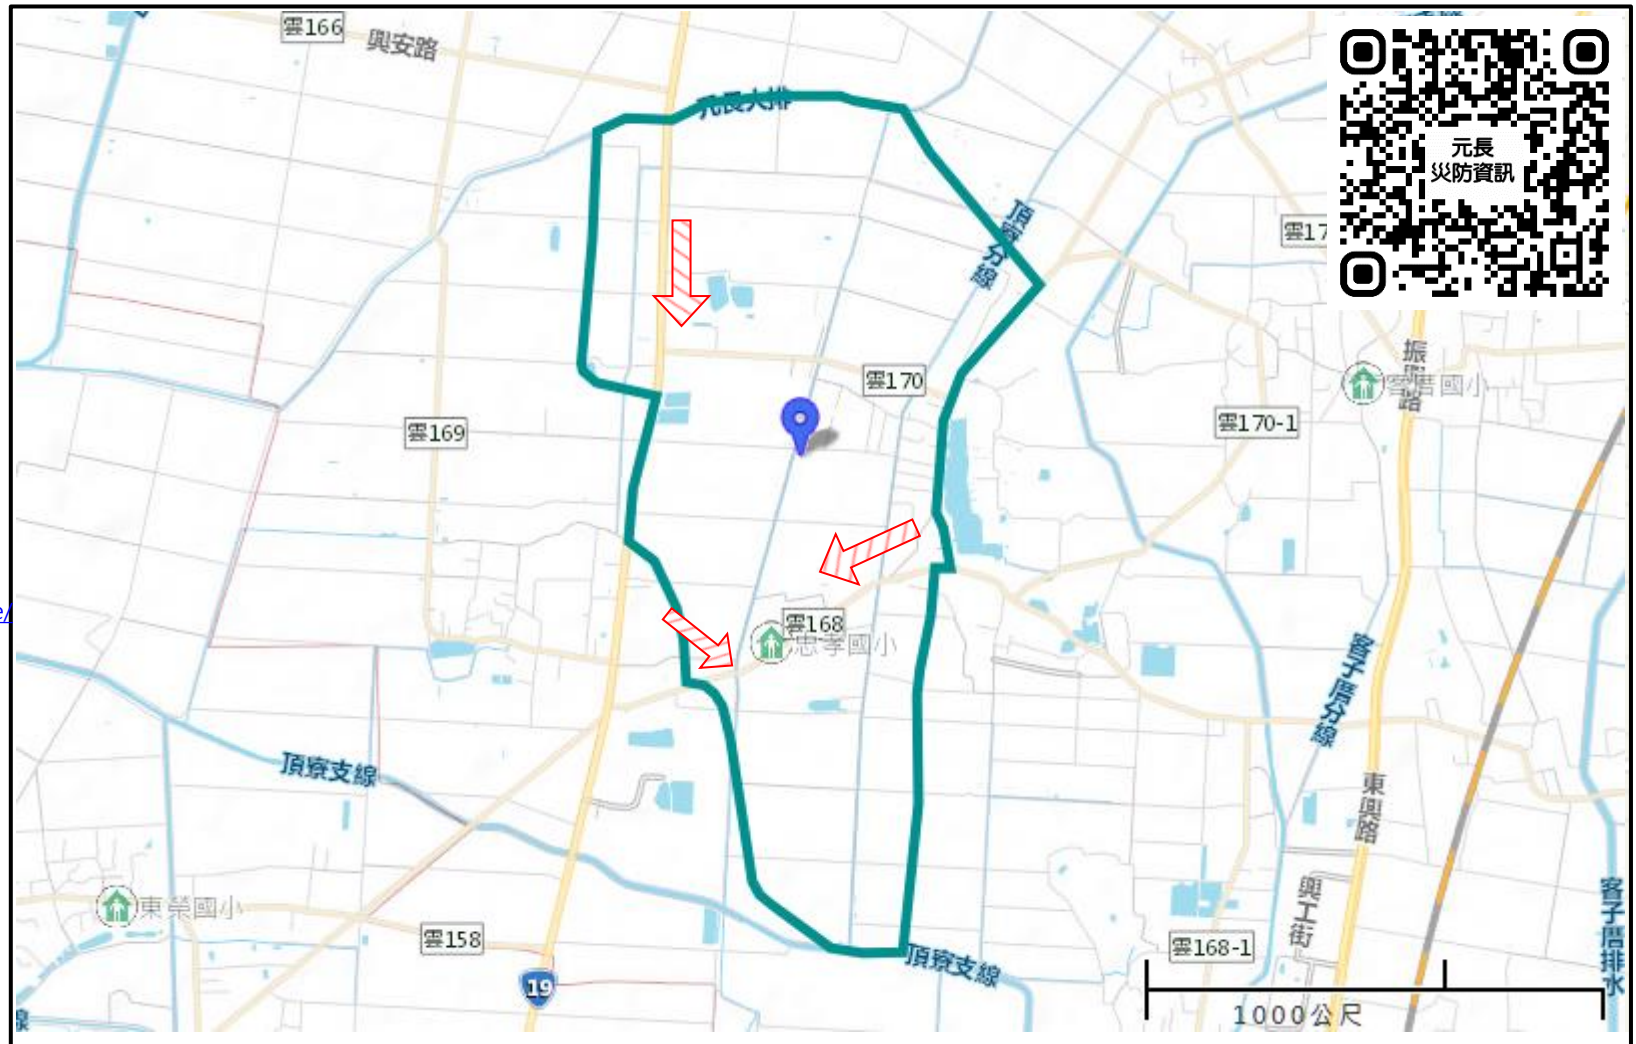 雲166
興安路
元長大排
元長
災防資訊
頂寮分線
雲17
振興路
雲170
客厝國小
雲169
雲170-1
e/
雲168
忠孝國小
客子厝分線
頂寮支線
東興路
東榮國小
興工街
客子厝排水
雲158
雲168-1
頂寮支線
19
1000公尺
線